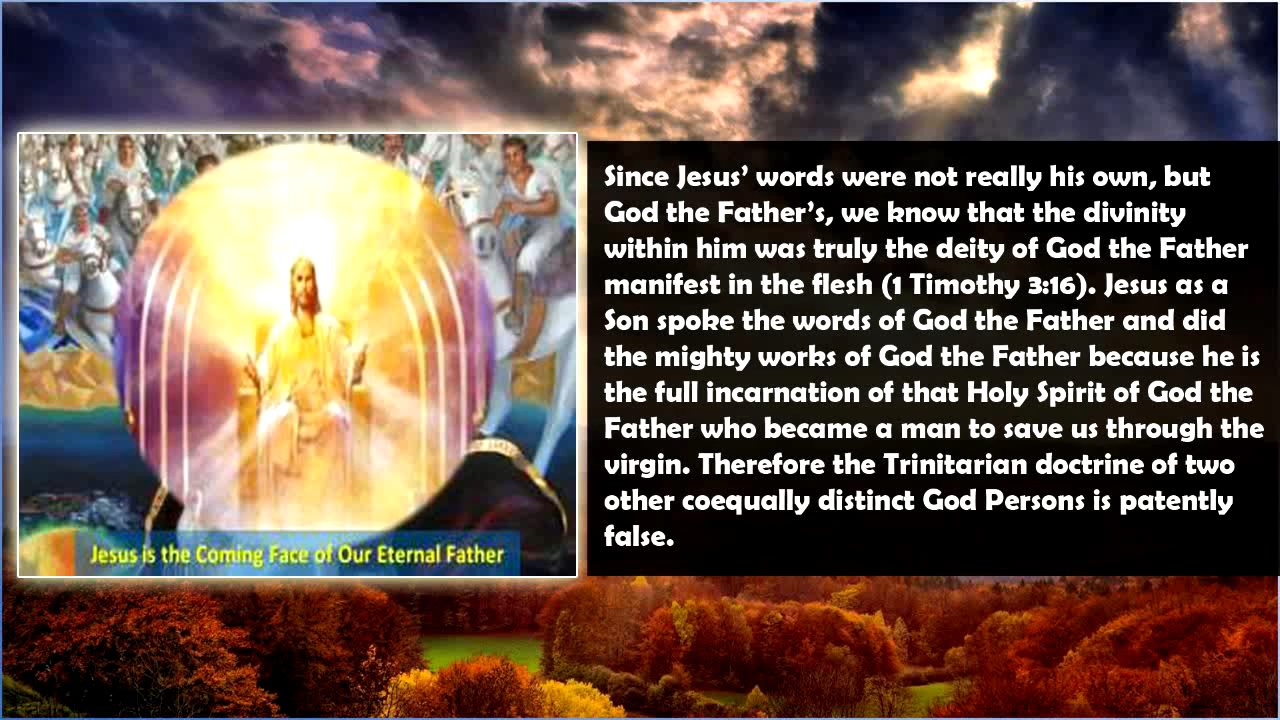 Since Jesus’ words were not really his own, but
God the Father’s, we know that the divinity
within him was truly the deity of God the Father
manifest in the flesh (1 Timothy 3:16). Jesus as a
Son spoke the words of God the Father and did
the mighty works of God the Father because he is
the full incarnation of that Holy Spirit of God the
Father who became a man to save us through the
virgin. Therefore the Trinitarian doctrine of two
other coequally distinct God Persons is patently
false.
Jesus is the Coming Face of Our Eternal Father